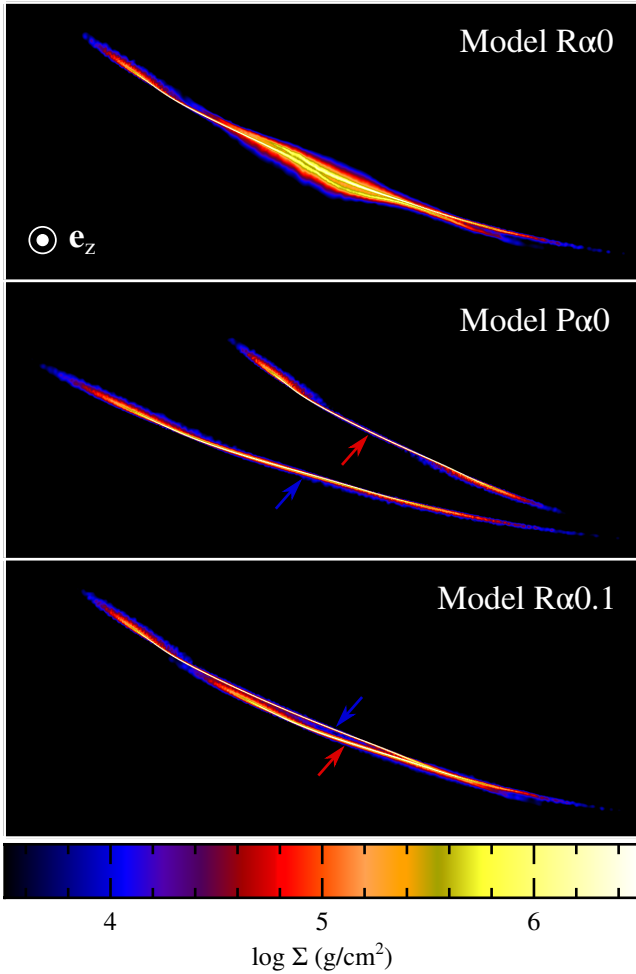 Model Rα0
e_z
Model Pα0
Model Rα0.1
4 5 6
log Σ (g/cm²)